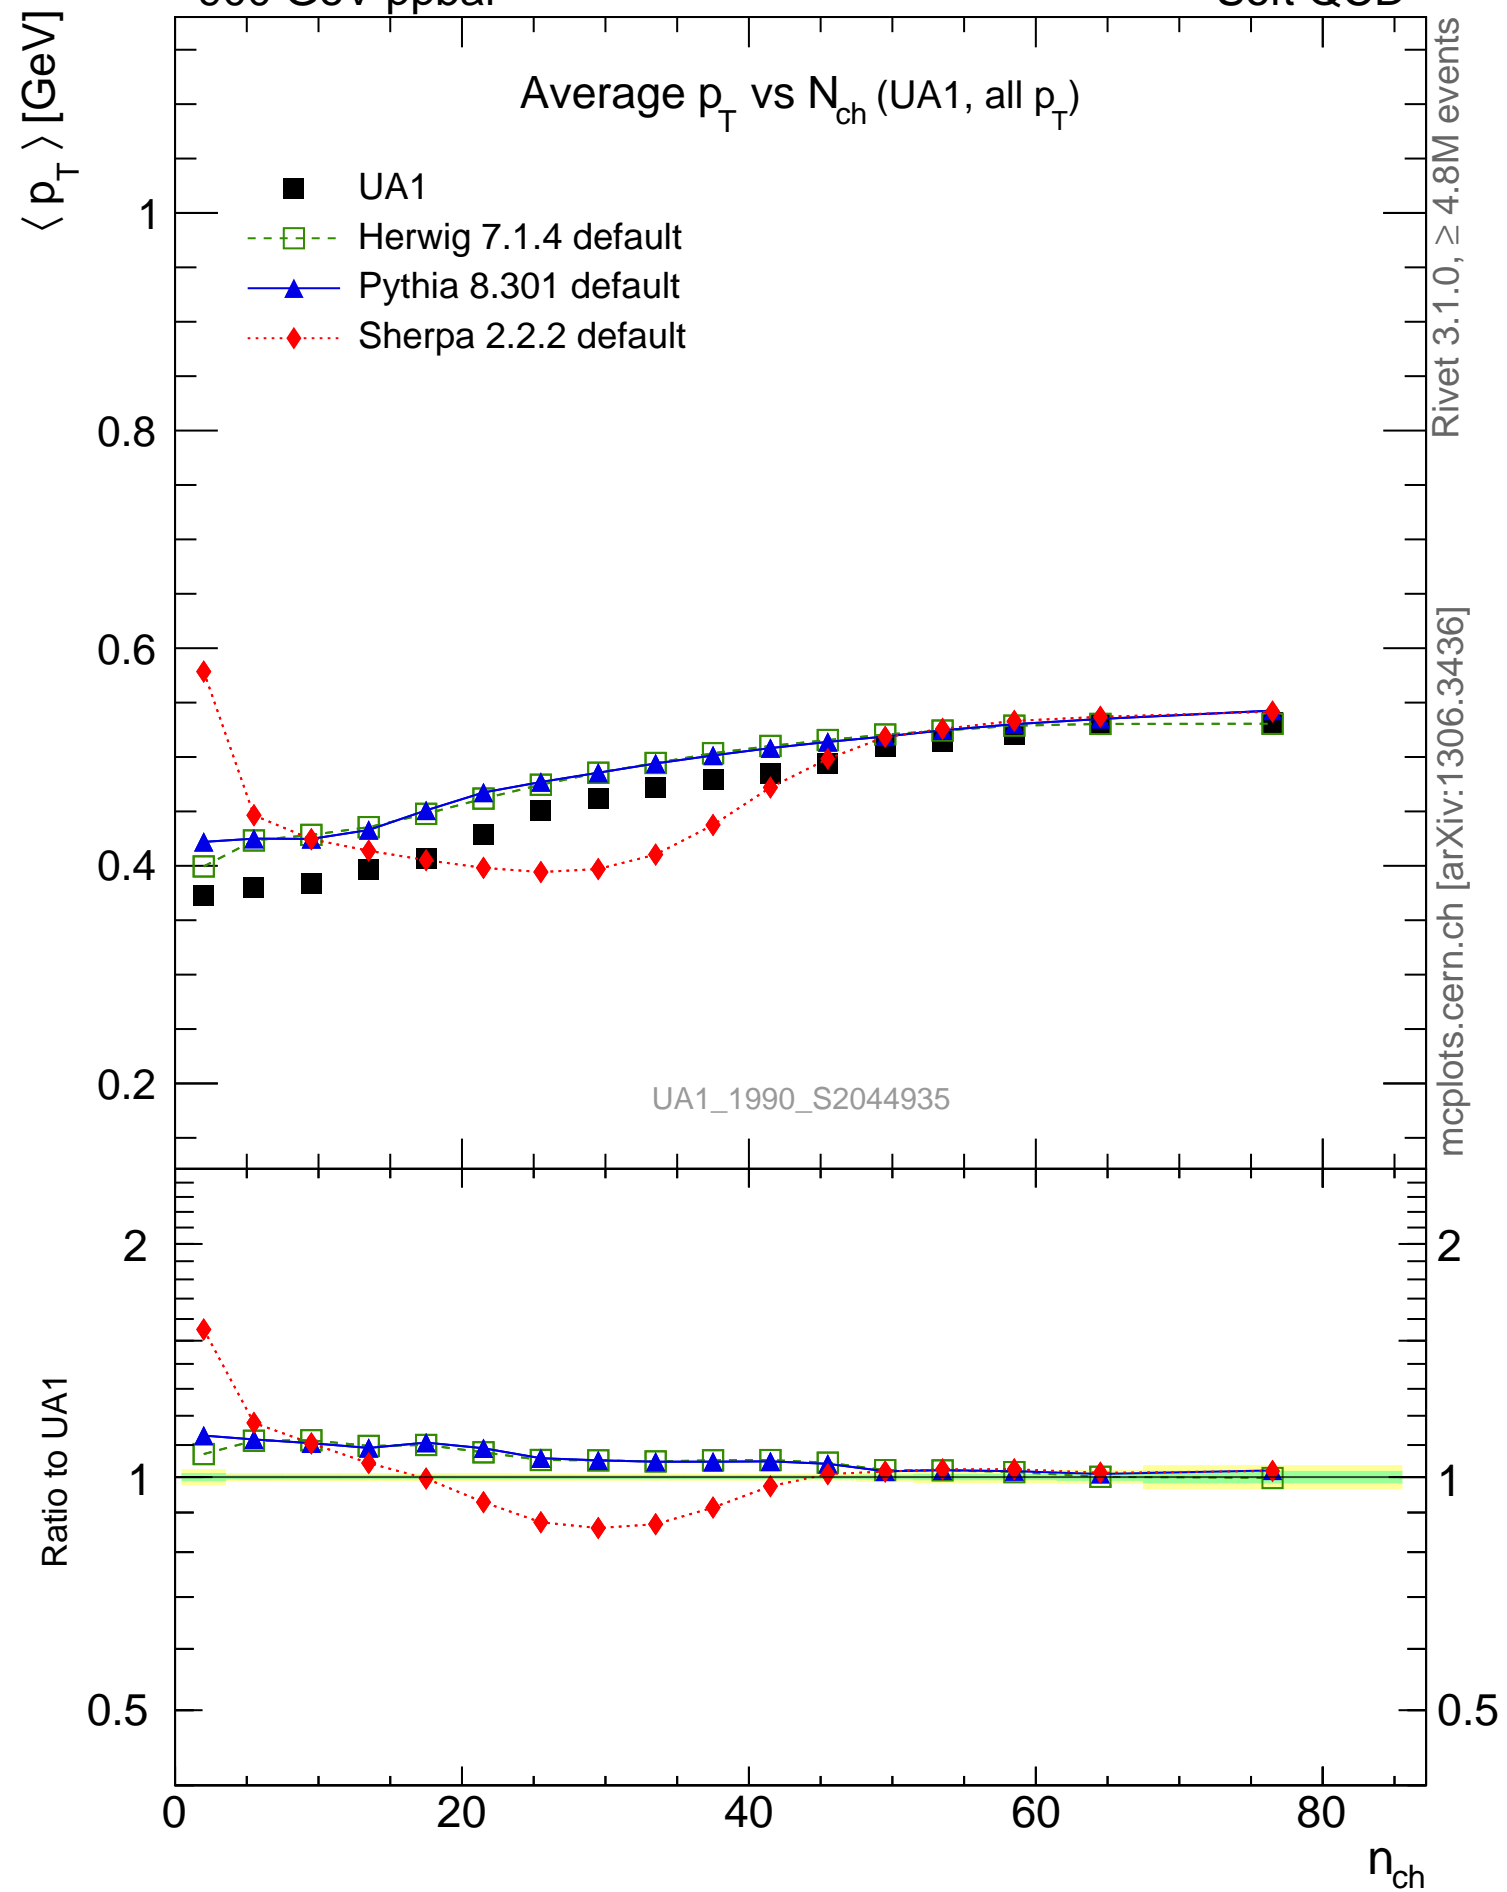 ⟨ p_T ⟩ [GeV]
Average p_T vs N_ch (UA1, all p_T)
UA1
Herwig 7.1.4 default
Pythia 8.301 default
Sherpa 2.2.2 default
1
0.8
0.6
0.4
0.2
UA1_1990_S2044935
Rivet 3.1.0, ≥ 4.8M events
mcplots.cern.ch [arXiv:1306.3436]
Ratio to UA1
2
1
0.5
2
1
0.5
0 20 40 60 80
n_ch